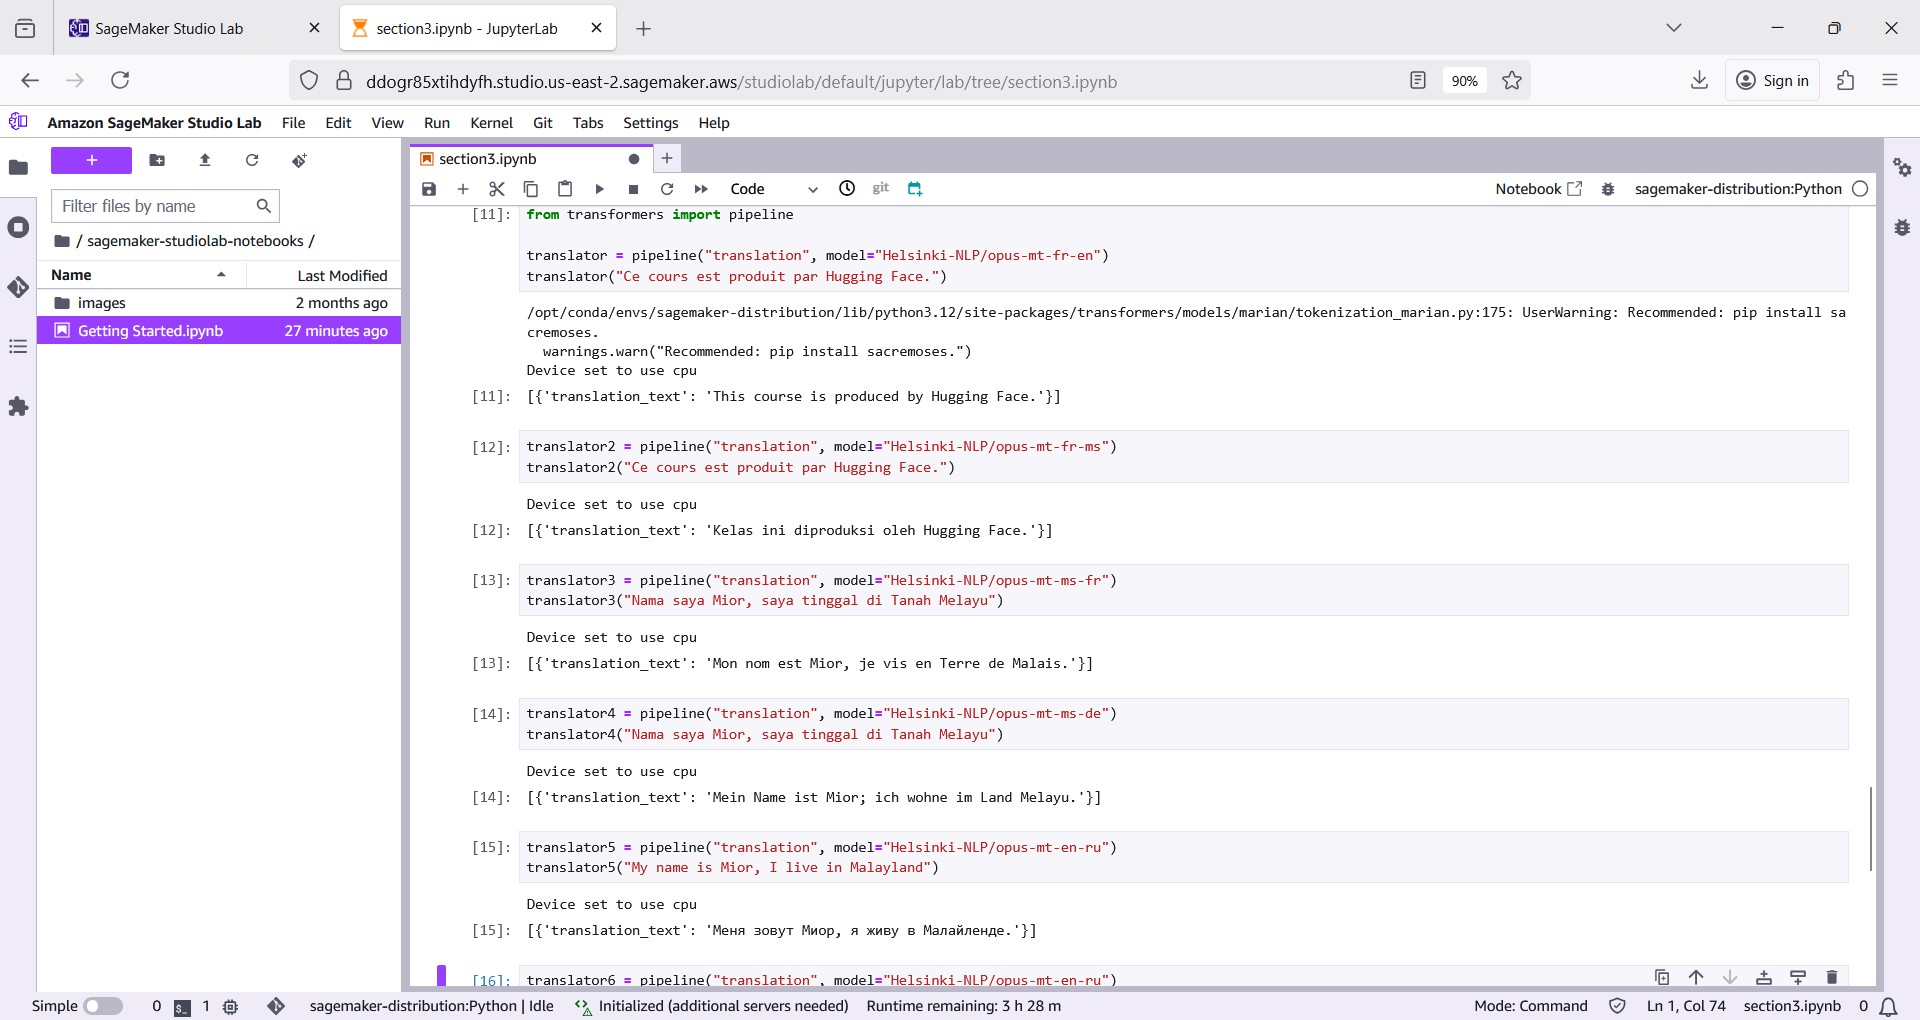 SageMaker Studio Lab
section3.ipynb - JupyterLab
ddogr85xtihdyfh.studio.us-east-2.sagemaker.aws/studiolab/default/jupyter/lab/tree/section3.ipynb
90%
Sign in
Amazon SageMaker Studio Lab File Edit View Run Kernel Git Tabs Settings Help
+
Filter files by name
/ sagemaker-studiolab-notebooks /
Name Last Modified
images 2 months ago
Getting Started.ipynb 27 minutes ago
section3.ipynb
Code git Notebook sagemaker-distribution:Python
[11]: from transformers import pipeline
translator = pipeline("translation", model="Helsinki-NLP/opus-mt-fr-en")
translator("Ce cours est produit par Hugging Face.")
/opt/conda/envs/sagemaker-distribution/lib/python3.12/site-packages/transformers/models/marian/tokenization_marian.py:175: UserWarning: Recommended: pip install sa
cremoses.
warnings.warn("Recommended: pip install sacremoses.")
Device set to use cpu
[11]: [{'translation_text': 'This course is produced by Hugging Face.'}]
[12]: translator2 = pipeline("translation", model="Helsinki-NLP/opus-mt-fr-ms")
translator2("Ce cours est produit par Hugging Face.")
Device set to use cpu
[12]: [{'translation_text': 'Kelas ini diproduksi oleh Hugging Face.'}]
[13]: translator3 = pipeline("translation", model="Helsinki-NLP/opus-mt-ms-fr")
translator3("Nama saya Mior, saya tinggal di Tanah Melayu")
Device set to use cpu
[13]: [{'translation_text': 'Mon nom est Mior, je vis en Terre de Malais.'}]
[14]: translator4 = pipeline("translation", model="Helsinki-NLP/opus-mt-ms-de")
translator4("Nama saya Mior, saya tinggal di Tanah Melayu")
Device set to use cpu
[14]: [{'translation_text': 'Mein Name ist Mior; ich wohne im Land Melayu.'}]
[15]: translator5 = pipeline("translation", model="Helsinki-NLP/opus-mt-en-ru")
translator5("My name is Mior, I live in Malayland")
Device set to use cpu
[15]: [{'translation_text': 'Меня зовут Миор, я живу в Малайленде.'}]
[16]: translator6 = pipeline("translation", model="Helsinki-NLP/opus-mt-en-ru")
Simple 0 1 sagemaker-distribution:Python | Idle Initialized (additional servers needed) Runtime remaining: 3 h 28 m Mode: Command Ln 1, Col 74 section3.ipynb 0